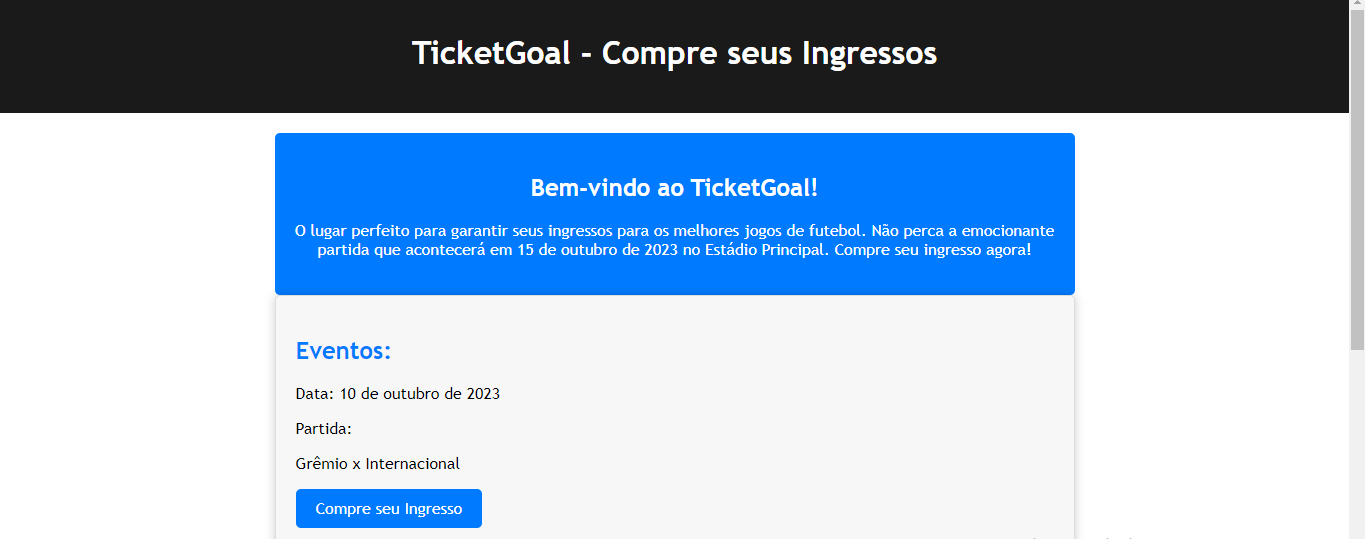 TicketGoal - Compre seus Ingressos
Bem-vindo ao TicketGoal!
O lugar perfeito para garantir seus ingressos para os melhores jogos de futebol. Não perca a emocionante
partida que acontecerá em 15 de outubro de 2023 no Estádio Principal. Compre seu ingresso agora!
Eventos:
Data: 10 de outubro de 2023
Partida:
Grêmio x Internacional
Compre seu Ingresso